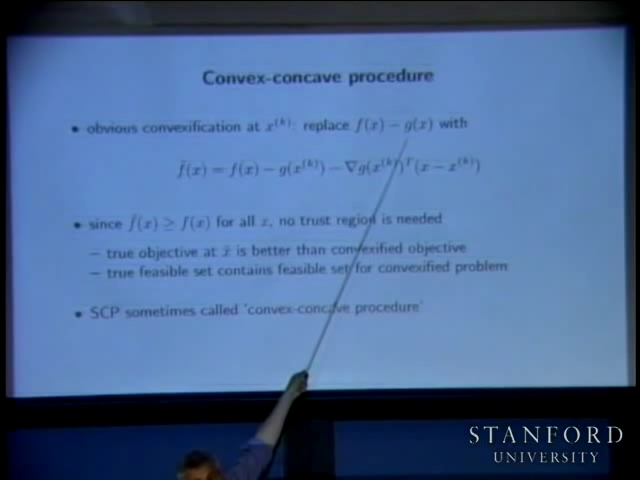 Convex-concave procedure
• obvious convexification at x^(k): replace f(x) − g(x) with
f̂(x) = f(x) − g(x^(k)) − ∇g(x^(k))^T(x − x^(k))
• since f̂(x) ≥ f(x) for all x, no trust region is needed
– true objective at x̃ is better than convexified objective
– true feasible set contains feasible set for convexified problem
• SCP sometimes called 'convex-concave procedure'
STANFORD
UNIVERSITY